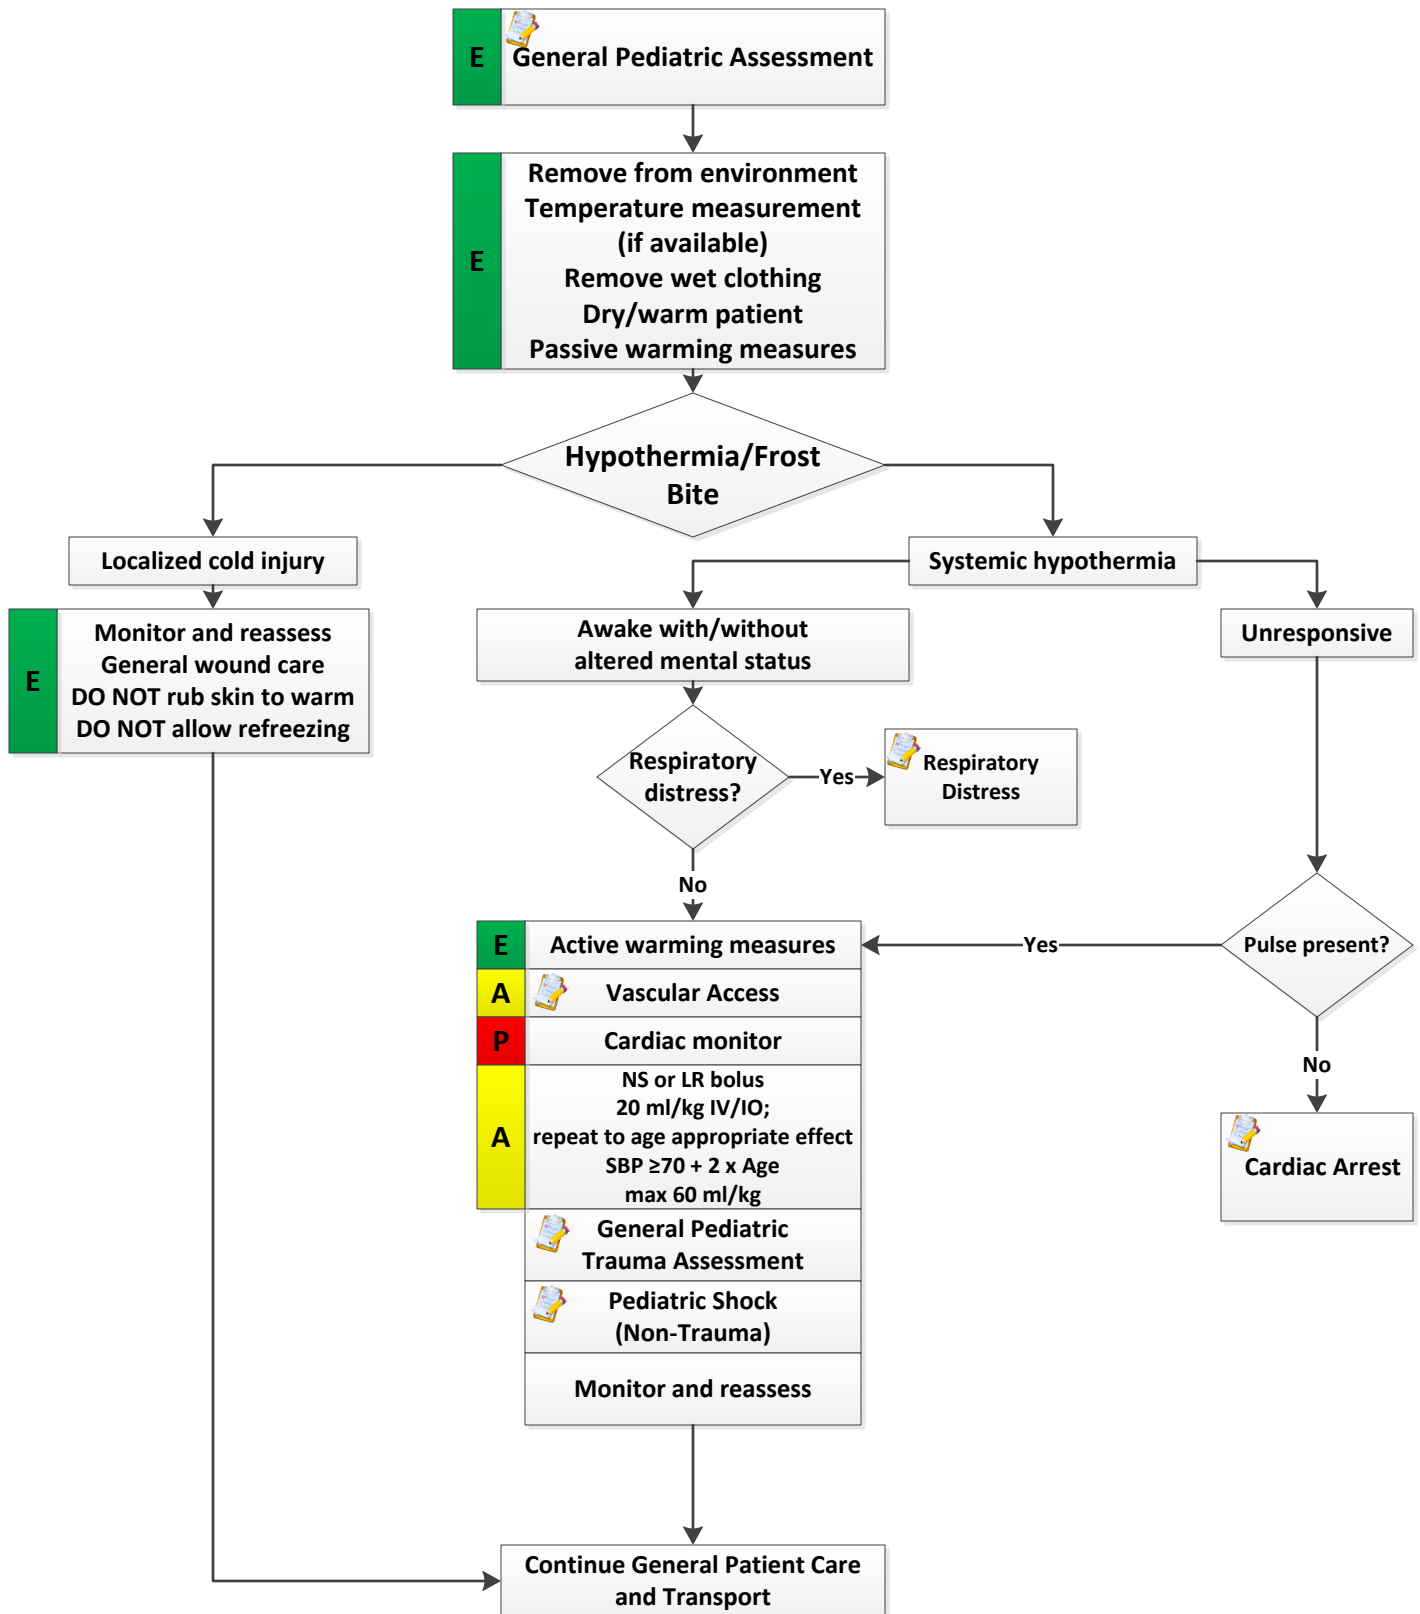 E
General Pediatric Assessment
E
Remove from environment
Temperature measurement
(if available)
Remove wet clothing
Dry/warm patient
Passive warming measures
Hypothermia/Frost
Bite
Localized cold injury
Systemic hypothermia
E
Monitor and reassess
General wound care
DO NOT rub skin to warm
DO NOT allow refreezing
Awake with/without
altered mental status
Unresponsive
Respiratory
distress?
Yes
Respiratory
Distress
No
E
Active warming measures
Yes
Pulse present?
A
Vascular Access
P
Cardiac monitor
No
A
NS or LR bolus
20 ml/kg IV/IO;
repeat to age appropriate effect
SBP ≥70 + 2 x Age
max 60 ml/kg
Cardiac Arrest
General Pediatric
Trauma Assessment
Pediatric Shock
(Non-Trauma)
Monitor and reassess
Continue General Patient Care
and Transport